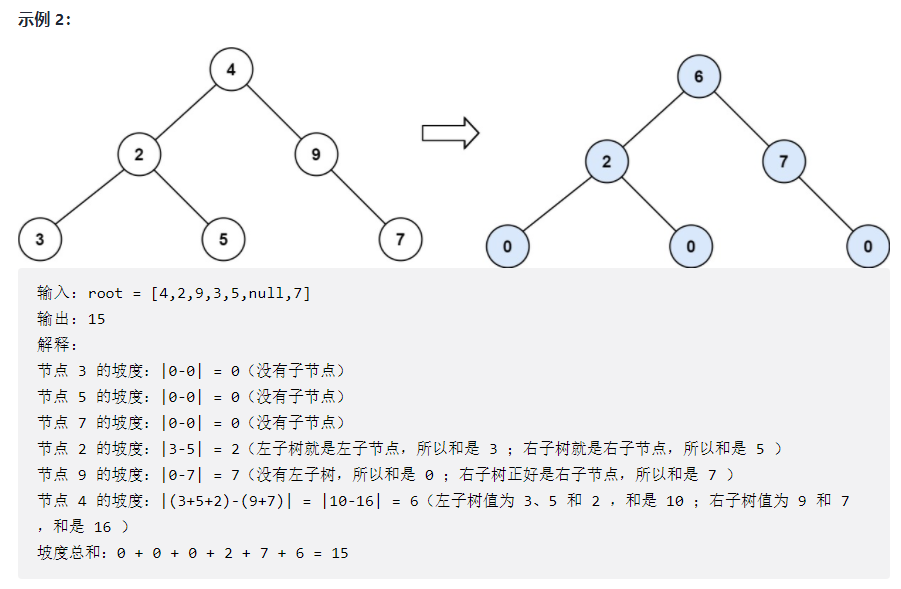 示例 2：
4
6
2
9
2
7
3
5
7
0
0
0
输入：root = [4,2,9,3,5,null,7]
输出：15
解释：
节点 3 的坡度：|0-0| = 0（没有子节点）
节点 5 的坡度：|0-0| = 0（没有子节点）
节点 7 的坡度：|0-0| = 0（没有子节点）
节点 2 的坡度：|3-5| = 2（左子树就是左子节点，所以和是 3 ；右子树就是右子节点，所以和是 5 ）
节点 9 的坡度：|0-7| = 7（没有左子树，所以和是 0 ；右子树正好是右子节点，所以和是 7 ）
节点 4 的坡度：|(3+5+2)-(9+7)| = |10-16| = 6（左子树值为 3、5 和 2 ，和是 10 ；右子树值为 9 和 7
，和是 16 ）
坡度总和：0 + 0 + 0 + 2 + 7 + 6 = 15